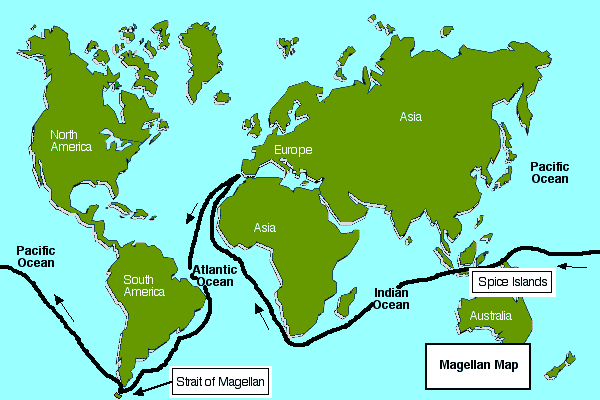 Asia
North
America
Europe
Pacific
Ocean
Asia
Pacific
Ocean
Atlantic
Ocean
South
America
Spice Islands
Indian
Ocean
Australia
Magellan Map
Strait of Magellan